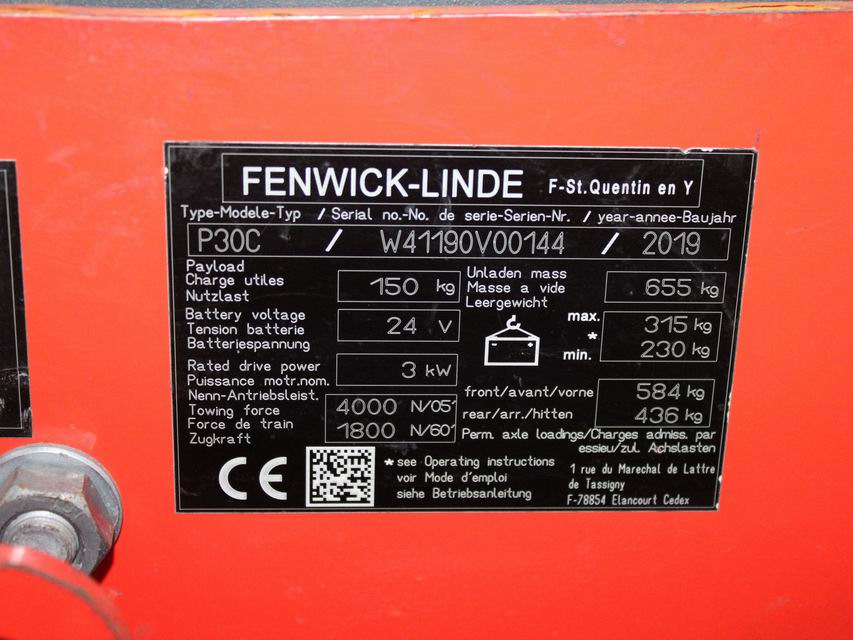 FENWICK-LINDE F-St.Quentin en Y
Type-Modele-Typ / Serial no.-No. de serie-Serien-Nr. / year-annee-Baujahr
P30C / W41190V00144 / 2019
Payload
Charge utiles
Nutzlast
150 kg
Unladen mass
Masse a vide
Leergewicht
655 kg
Battery voltage
Tension batterie
Batteriespannung
24 V
max. 315 kg
*
min. 230 kg
Rated drive power
Puissance motr.nom.
Nenn-Antriebsleist.
3 kW
front/avant/vorne 584 kg
rear/arr./hitten 436 kg
Towing force
Force de train
Zugkraft
4000 N/05'
1800 N/60'
Perm. axle loadings/Charges admiss. par
essieu/zul. Achslasten
CE
*see Operating instructions
voir Mode d'emploi
siehe Betriebsanleitung
1 rue du Marechal de Lattre
de Tassigny
F-78854 Elancourt Cedex